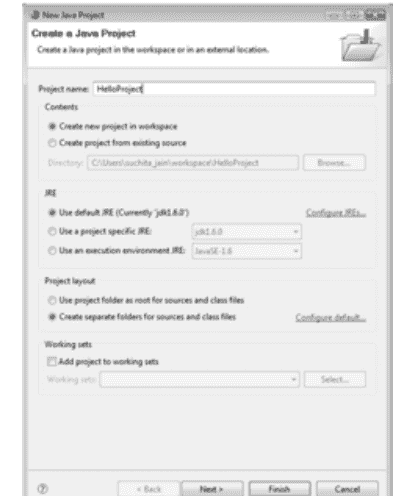 New Java Project
Create a Java Project
Create a Java project in the workspace or in an external location.
Project name: HelloProject
Contents
Create new project in workspace
Create project from existing source
Directory: C:\Users\suchita_jain\workspace\HelloProject Browse...
JRE
Use default JRE (Currently 'jdk1.6.0') Configure JREs...
Use a project specific JRE: jdk1.6.0
Use an execution environment JRE: JavaSE-1.6
Project layout
Use project folder as root for sources and class files
Create separate folders for sources and class files Configure default...
Working sets
Add project to working sets
Working sets: Select...
? < Back Next > Finish Cancel